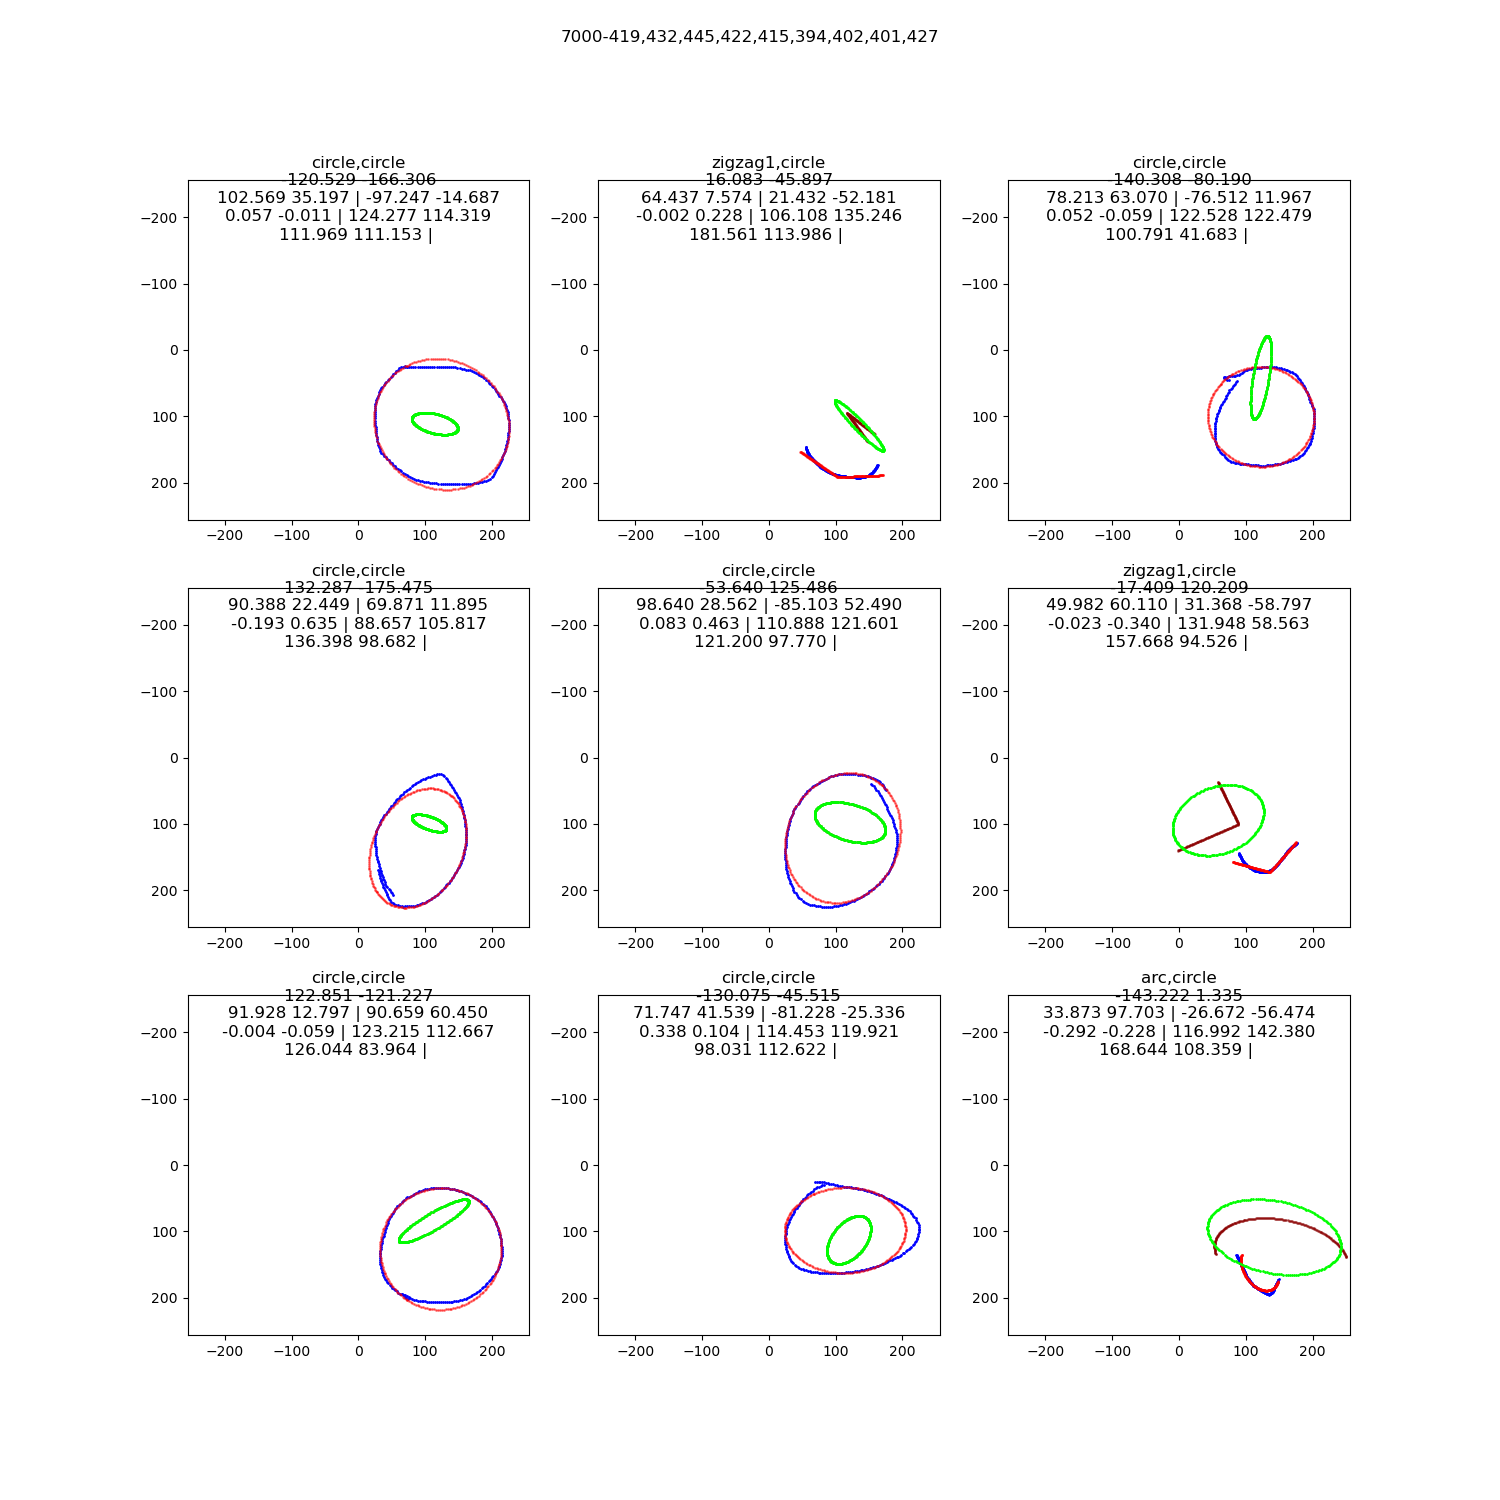 7000-419,432,445,422,415,394,402,401,427
circle,circle
-120.529 -166.306
102.569 35.197 | -97.247 -14.687
0.057 -0.011 | 124.277 114.319
111.969 111.153 |
−200
−100
0
100
200
−200 −100 0 100 200
zigzag1,circle
16.083 -45.897
64.437 7.574 | 21.432 -52.181
-0.002 0.228 | 106.108 135.246
181.561 113.986 |
−200
−100
0
100
200
−200 −100 0 100 200
circle,circle
-140.308 -80.190
78.213 63.070 | -76.512 11.967
0.052 -0.059 | 122.528 122.479
100.791 41.683 |
−200
−100
0
100
200
−200 −100 0 100 200
circle,circle
132.287 -175.475
90.388 22.449 | 69.871 11.895
-0.193 0.635 | 88.657 105.817
136.398 98.682 |
−200
−100
0
100
200
−200 −100 0 100 200
circle,circle
-53.640 125.486
98.640 28.562 | -85.103 52.490
0.083 0.463 | 110.888 121.601
121.200 97.770 |
−200
−100
0
100
200
−200 −100 0 100 200
zigzag1,circle
-17.409 120.209
49.982 60.110 | 31.368 -58.797
-0.023 -0.340 | 131.948 58.563
157.668 94.526 |
−200
−100
0
100
200
−200 −100 0 100 200
circle,circle
122.851 -121.227
91.928 12.797 | 90.659 60.450
-0.004 -0.059 | 123.215 112.667
126.044 83.964 |
−200
−100
0
100
200
−200 −100 0 100 200
circle,circle
-130.075 -45.515
71.747 41.539 | -81.228 -25.336
0.338 0.104 | 114.453 119.921
98.031 112.622 |
−200
−100
0
100
200
−200 −100 0 100 200
arc,circle
-143.222 1.335
33.873 97.703 | -26.672 -56.474
-0.292 -0.228 | 116.992 142.380
168.644 108.359 |
−200
−100
0
100
200
−200 −100 0 100 200